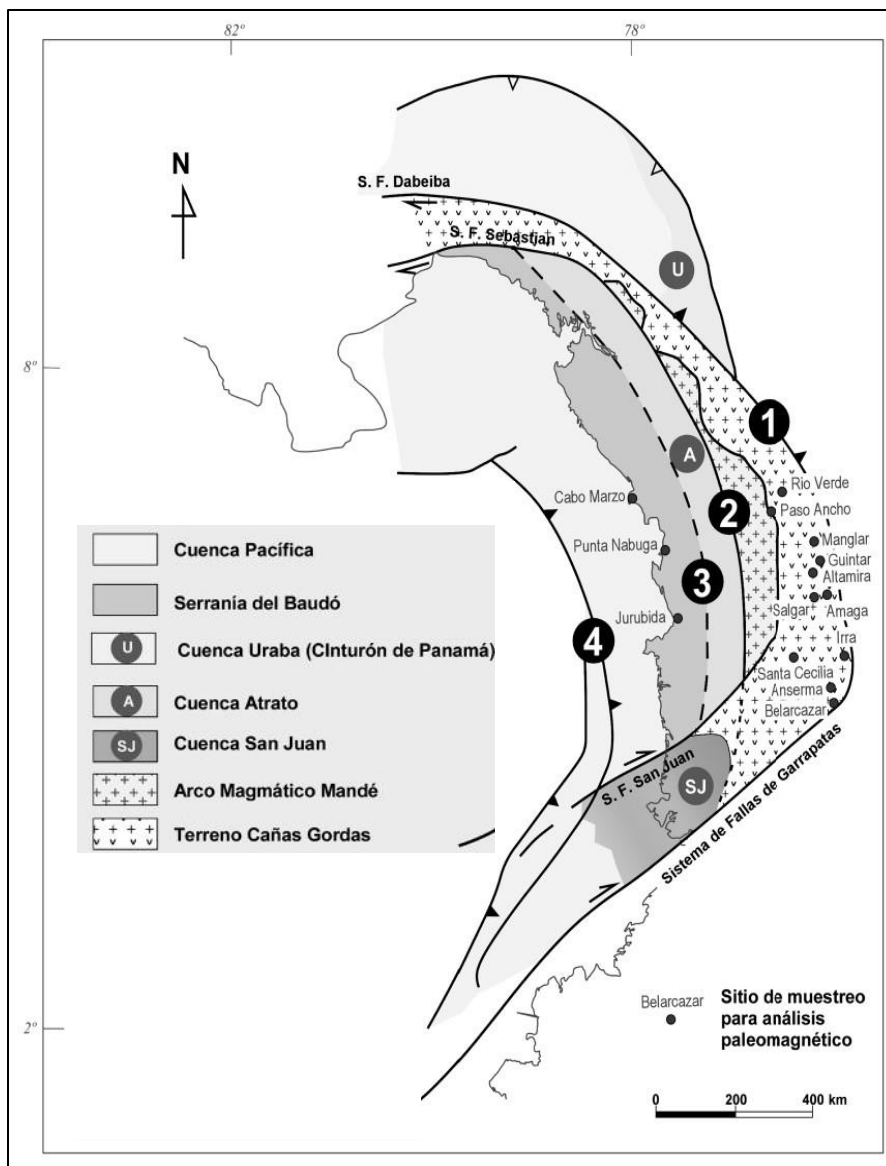 82º
78º
N
S. F. Dabeiba
S. F. Sebastian
U
8º
1
A
Rio Verde
Cabo Marzo
2
Paso Ancho
Manglar
Punta Nabuga
Guintar
3
Altamira
Jurubida
Salgar
Amaga
4
Irra
Santa Cecilia
Anserma
Belarcazar
S. F. San Juan
SJ
Sistema de Fallas de Garrapatas
Cuenca Pacífica
Serranía del Baudó
U
Cuenca Uraba (CInturón de Panamá)
A
Cuenca Atrato
SJ
Cuenca San Juan
Arco Magmático Mandé
Terreno Cañas Gordas
2º
Belarcazar
Sitio de muestreo
para análisis
paleomagnético
0 200 400 km